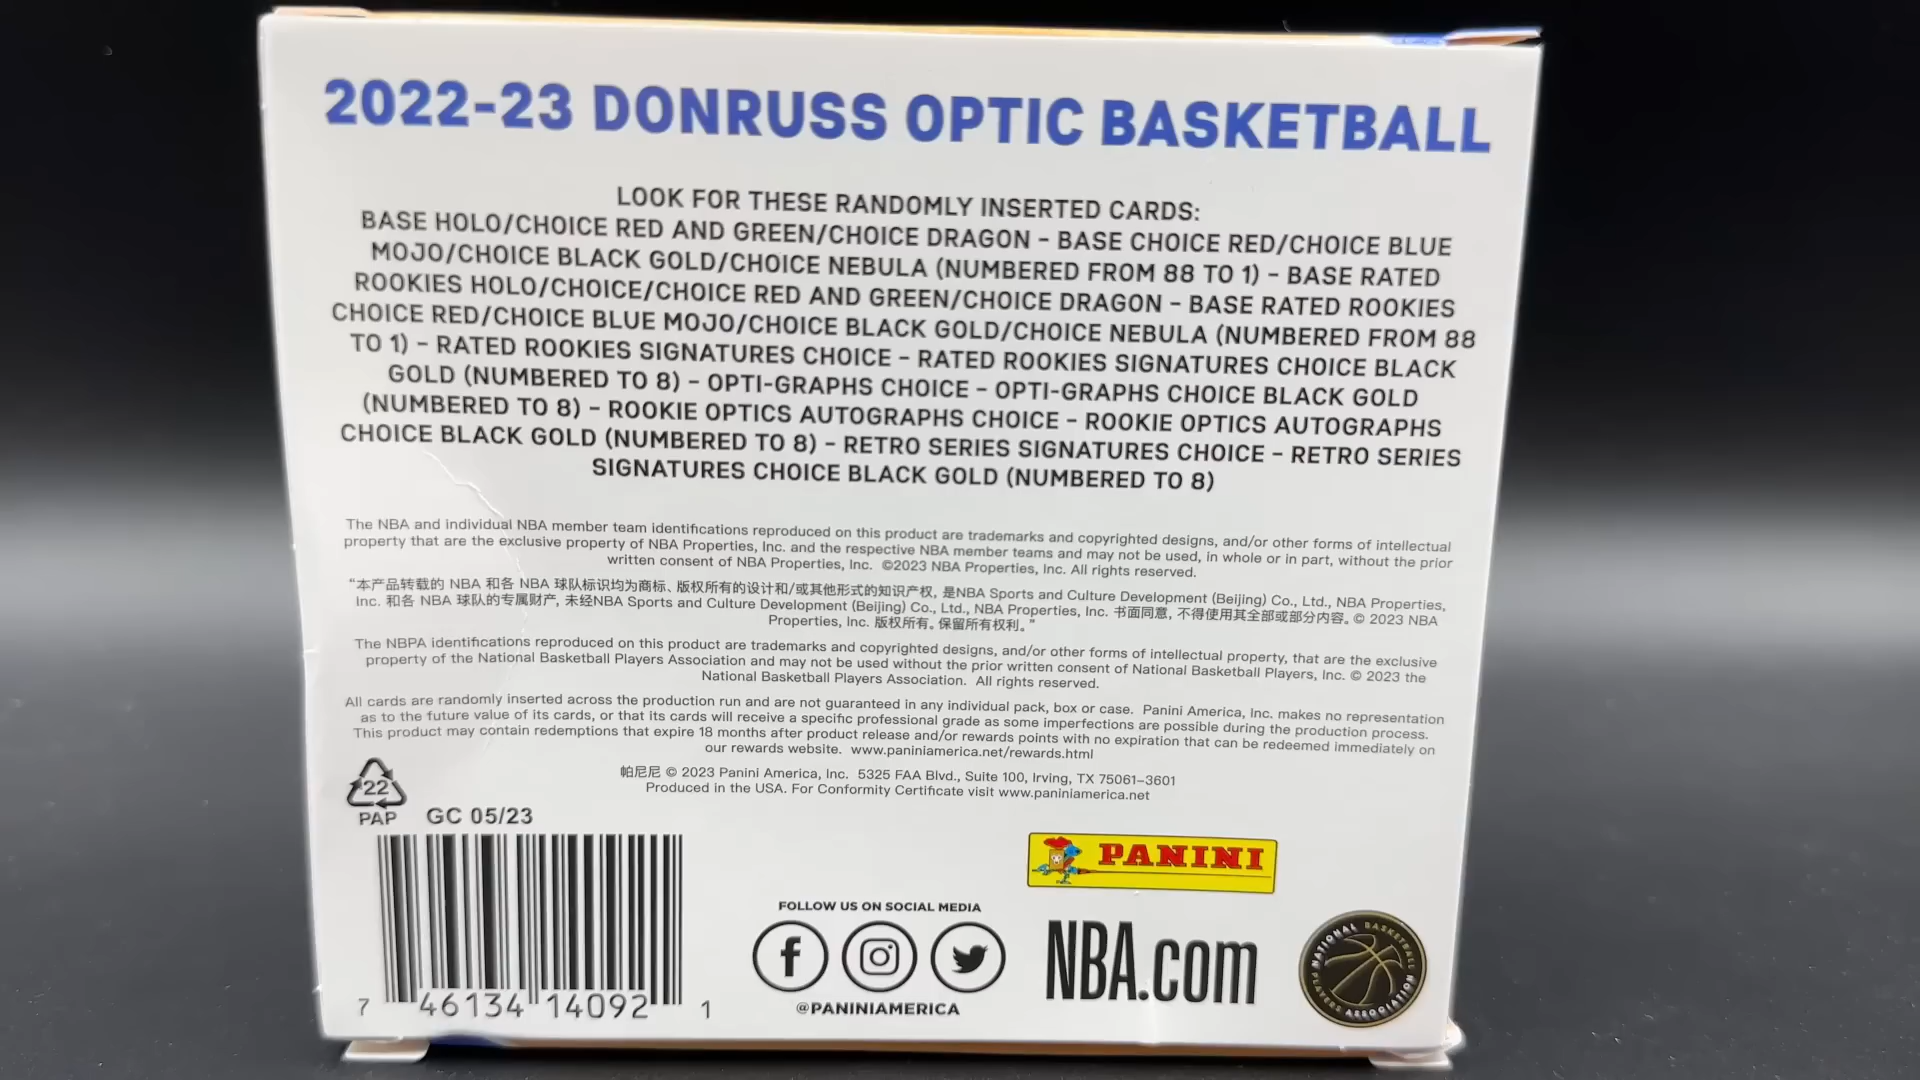 2022-23 DONRUSS OPTIC BASKETBALL
LOOK FOR THESE RANDOMLY INSERTED CARDS:
BASE HOLO/CHOICE RED AND GREEN/CHOICE DRAGON - BASE CHOICE RED/CHOICE BLUE
MOJO/CHOICE BLACK GOLD/CHOICE NEBULA (NUMBERED FROM 88 TO 1) - BASE RATED
ROOKIES HOLO/CHOICE/CHOICE RED AND GREEN/CHOICE DRAGON - BASE RATED ROOKIES
CHOICE RED/CHOICE BLUE MOJO/CHOICE BLACK GOLD/CHOICE NEBULA (NUMBERED FROM 88
TO 1) - RATED ROOKIES SIGNATURES CHOICE - RATED ROOKIES SIGNATURES CHOICE BLACK
GOLD (NUMBERED TO 8) - OPTI-GRAPHS CHOICE - OPTI-GRAPHS CHOICE BLACK GOLD
(NUMBERED TO 8) - ROOKIE OPTICS AUTOGRAPHS CHOICE - ROOKIE OPTICS AUTOGRAPHS
CHOICE BLACK GOLD (NUMBERED TO 8) - RETRO SERIES SIGNATURES CHOICE - RETRO SERIES
SIGNATURES CHOICE BLACK GOLD (NUMBERED TO 8)
The NBA and individual NBA member team identifications reproduced on this product are trademarks and copyrighted designs, and/or other forms of intellectual
property that are the exclusive property of NBA Properties, Inc. and the respective NBA member teams and may not be used, in whole or in part, without the prior
written consent of NBA Properties, Inc. ©2023 NBA Properties, Inc. All rights reserved.
"本产品转载的 NBA 和各 NBA 球队标识均为商标、版权所有的设计和/或其他形式的知识产权, 是NBA Sports and Culture Development (Beijing) Co., Ltd., NBA Properties,
Inc. 和各 NBA 球队的专属财产, 未经NBA Sports and Culture Development (Beijing) Co., Ltd., NBA Properties, Inc. 书面同意, 不得使用其全部或部分内容。© 2023 NBA
Properties, Inc. 版权所有。保留所有权利。"
The NBPA identifications reproduced on this product are trademarks and copyrighted designs, and/or other forms of intellectual property, that are the exclusive
property of the National Basketball Players Association and may not be used without the prior written consent of National Basketball Players, Inc. © 2023 the
National Basketball Players Association. All rights reserved.
All cards are randomly inserted across the production run and are not guaranteed in any individual pack, box or case. Panini America, Inc. makes no representation
as to the future value of its cards, or that its cards will receive a specific professional grade as some imperfections are possible during the production process.
This product may contain redemptions that expire 18 months after product release and/or rewards points with no expiration that can be redeemed immediately on
our rewards website. www.paniniamerica.net/rewards.html
帕尼尼 © 2023 Panini America, Inc. 5325 FAA Blvd., Suite 100, Irving, TX 75061-3601
Produced in the USA. For Conformity Certificate visit www.paniniamerica.net
22
PAP
GC 05/23
7 46134 14092 1
FOLLOW US ON SOCIAL MEDIA
@PANINIAMERICA
PANINI
NBA.com
NATIONAL BASKETBALL
PLAYERS ASSOCIATION